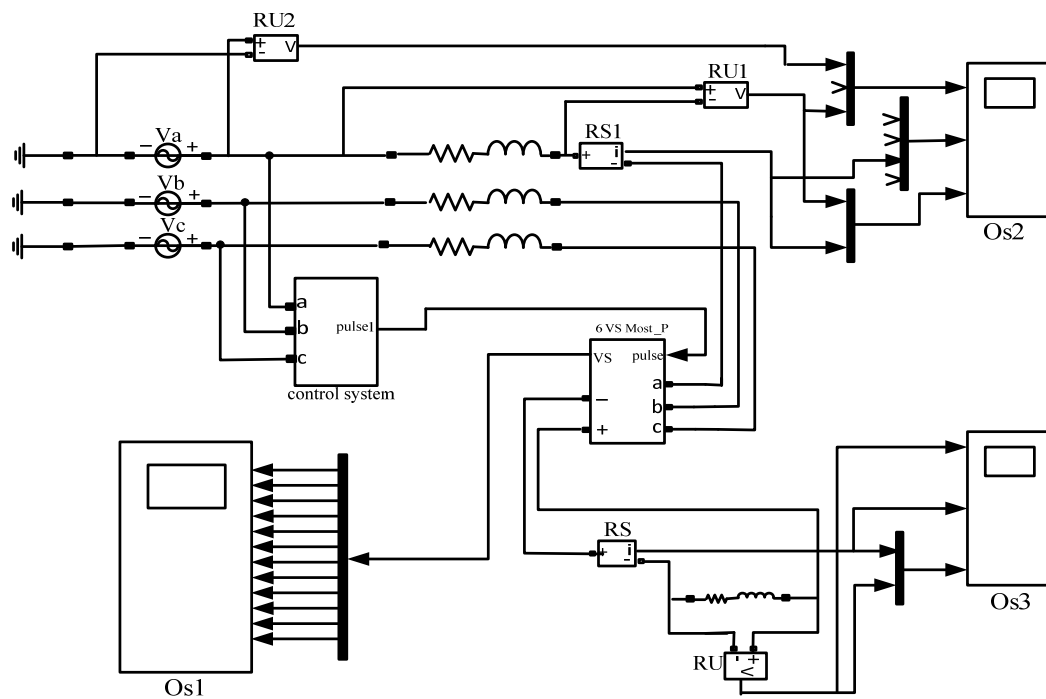 RU2
+
-
V
RU1
+
-
V
Va
- +
RS1
+ i
-
Vb
- +
Vc
- +
Os2
a
b
c
pulse1
control system
6 VS Most_P
VS
pulse
a
-
b
+
c
RS
+ i
-
Os3
RU
- +
V
Os1